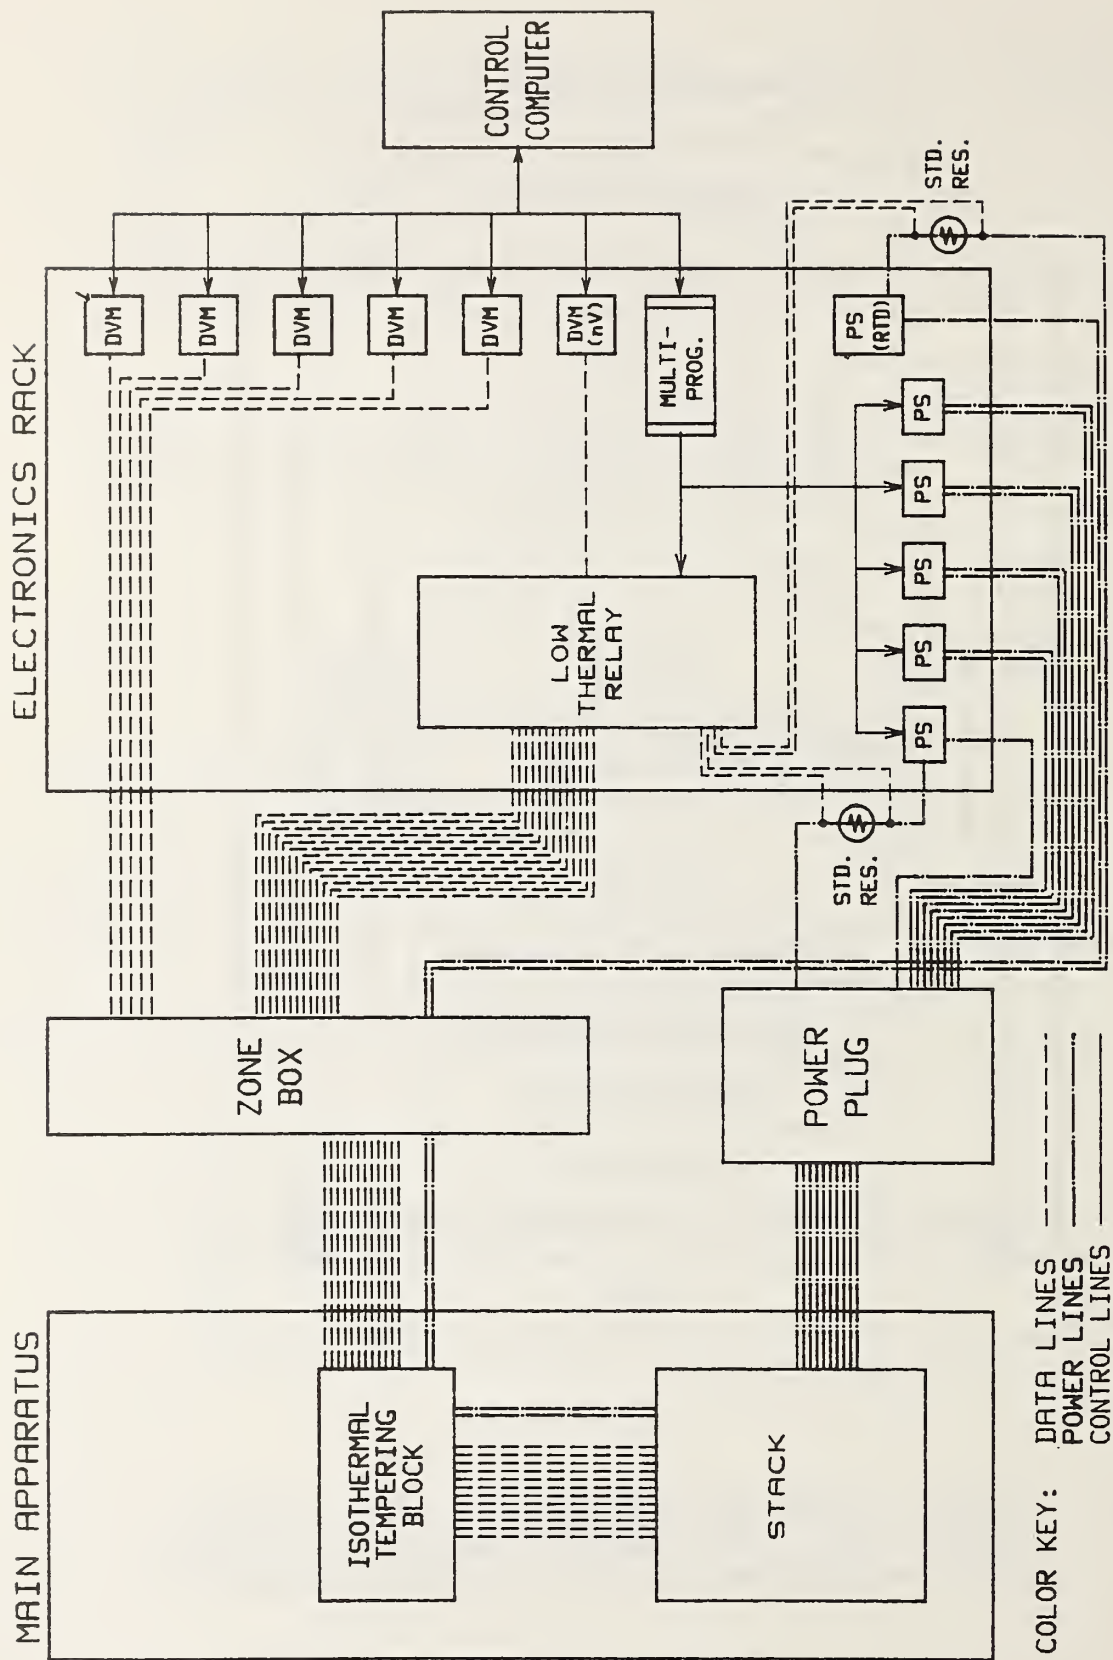 MAIN APPARATUS
ISOTHERMAL
TEMPERING
BLOCK
STACK
ZONE
BOX
POWER
PLUG
ELECTRONICS RACK
DVM
DVM
DVM
DVM
DVM
DVM
(nV)
MULTI-
PROG.
LOW
THERMAL
RELAY
PS
PS
PS
PS
PS
PS
(RTD)
STD.
RES.
STD.
RES.
CONTROL
COMPUTER
COLOR KEY: DATA LINES
POWER LINES
CONTROL LINES